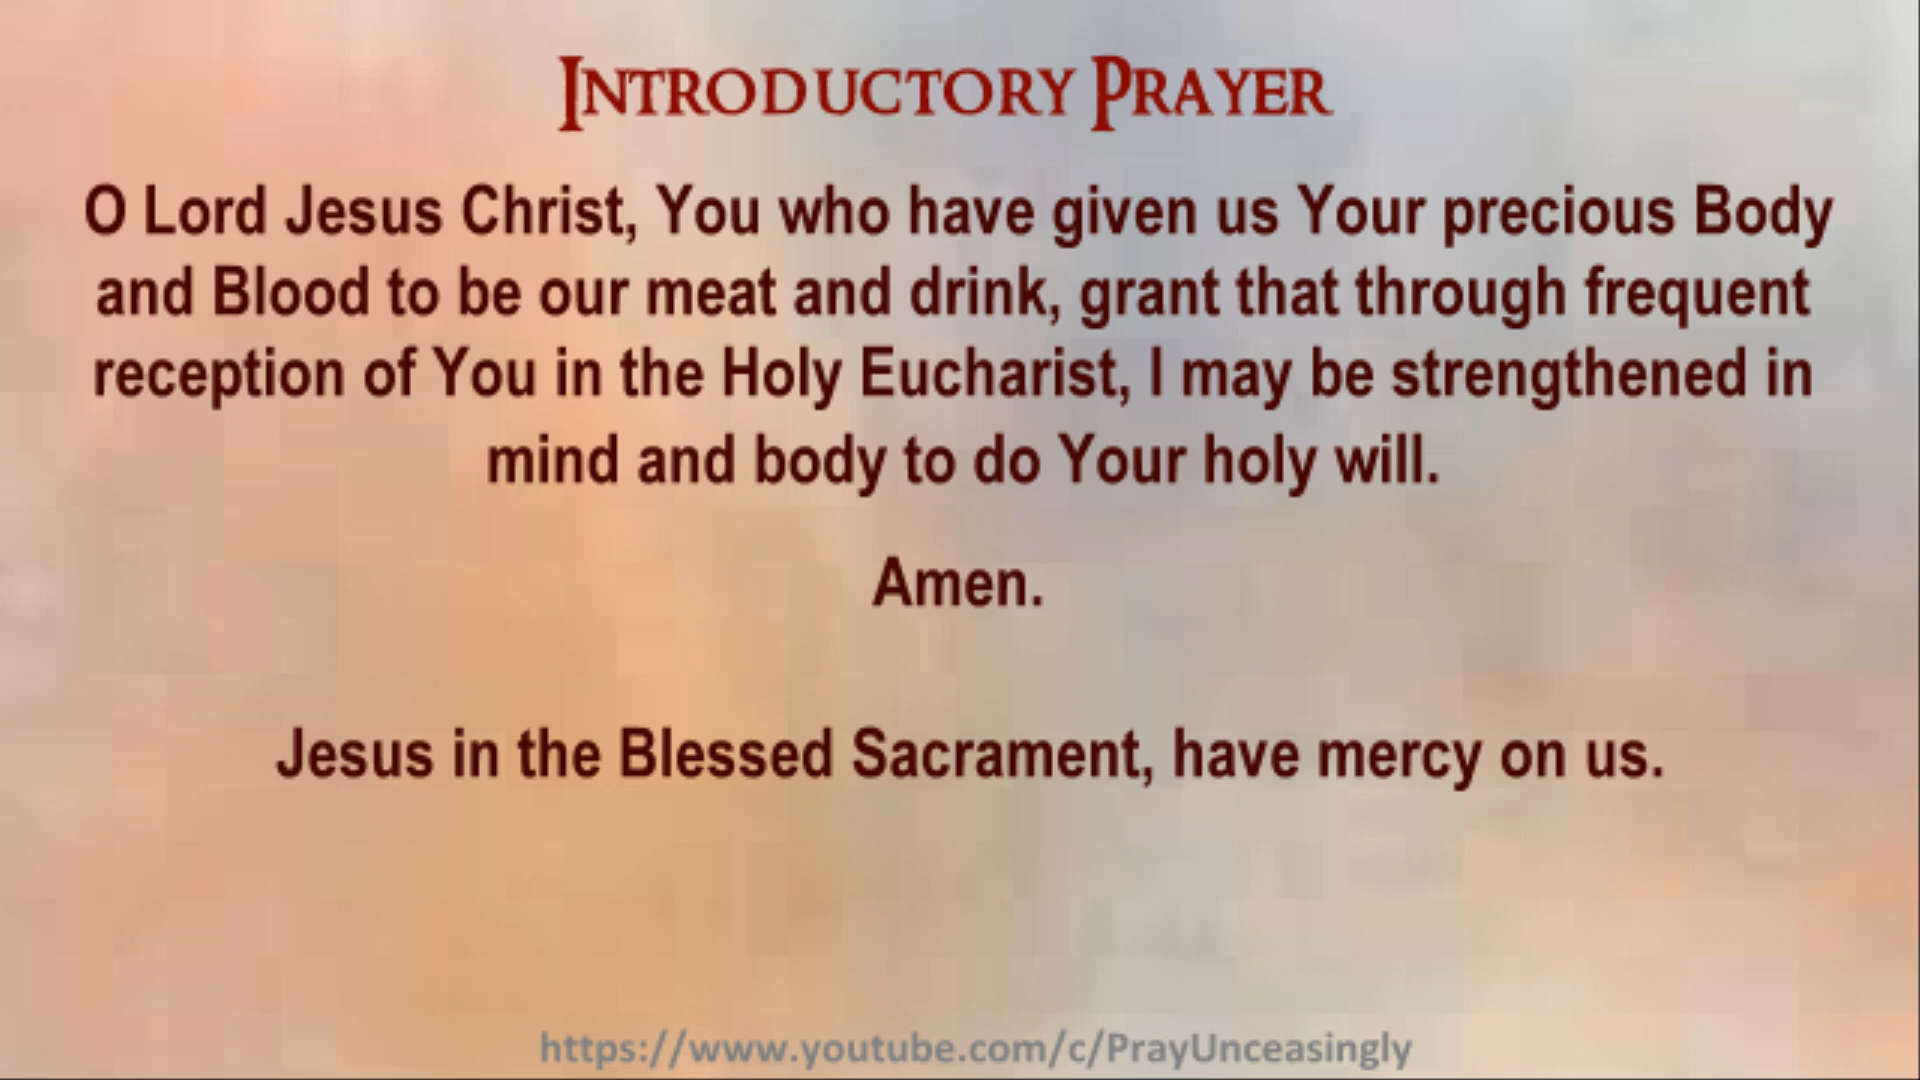 INTRODUCTORY PRAYER
O Lord Jesus Christ, You who have given us Your precious Body
and Blood to be our meat and drink, grant that through frequent
reception of You in the Holy Eucharist, I may be strengthened in
mind and body to do Your holy will.
Amen.
Jesus in the Blessed Sacrament, have mercy on us.
https://www.youtube.com/c/PrayUnceasingly